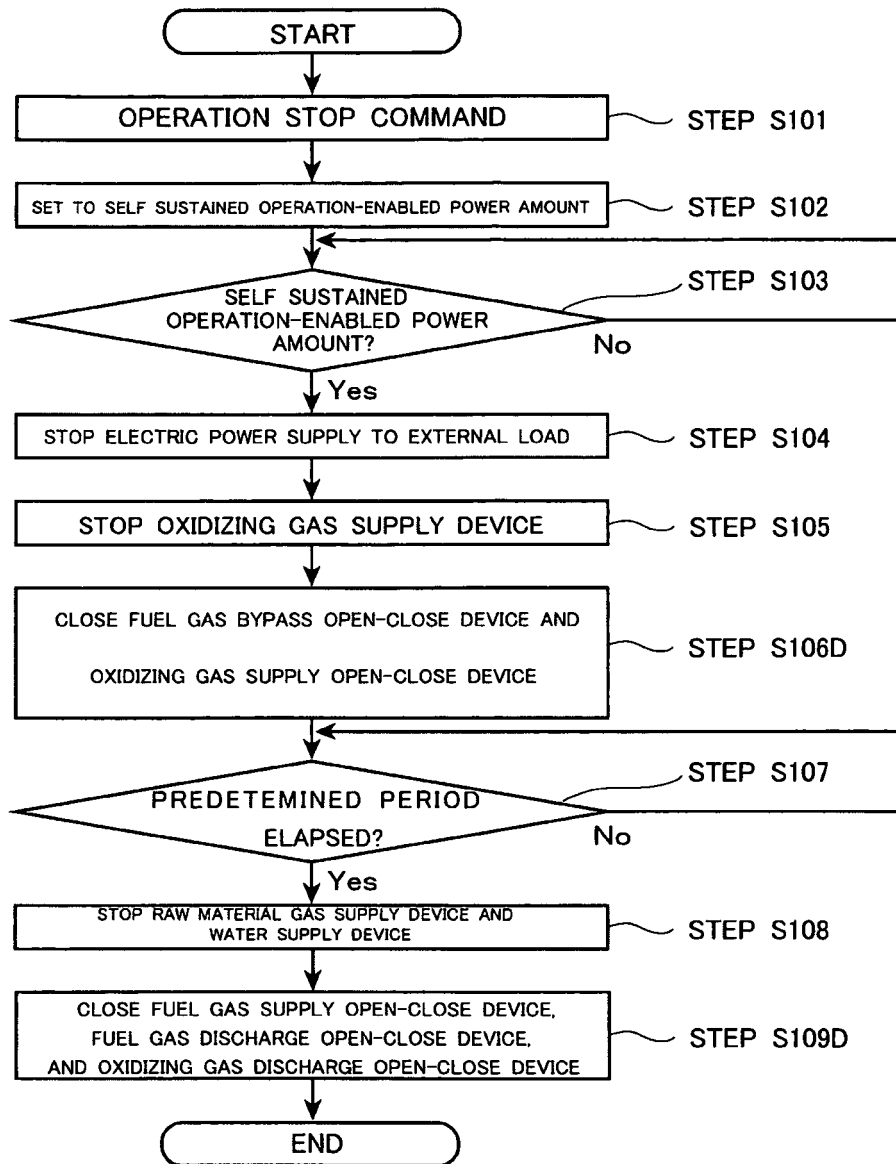 START
OPERATION STOP COMMAND
STEP S101
SET TO SELF SUSTAINED OPERATION-ENABLED POWER AMOUNT
STEP S102
SELF SUSTAINED
OPERATION-ENABLED POWER
AMOUNT?
STEP S103
No
Yes
STOP ELECTRIC POWER SUPPLY TO EXTERNAL LOAD
STEP S104
STOP OXIDIZING GAS SUPPLY DEVICE
STEP S105
CLOSE FUEL GAS BYPASS OPEN-CLOSE DEVICE AND
OXIDIZING GAS SUPPLY OPEN-CLOSE DEVICE
STEP S106D
PREDETEMINED PERIOD
ELAPSED?
STEP S107
No
Yes
STOP RAW MATERIAL GAS SUPPLY DEVICE AND
WATER SUPPLY DEVICE
STEP S108
CLOSE FUEL GAS SUPPLY OPEN-CLOSE DEVICE,
FUEL GAS DISCHARGE OPEN-CLOSE DEVICE,
AND OXIDIZING GAS DISCHARGE OPEN-CLOSE DEVICE
STEP S109D
END